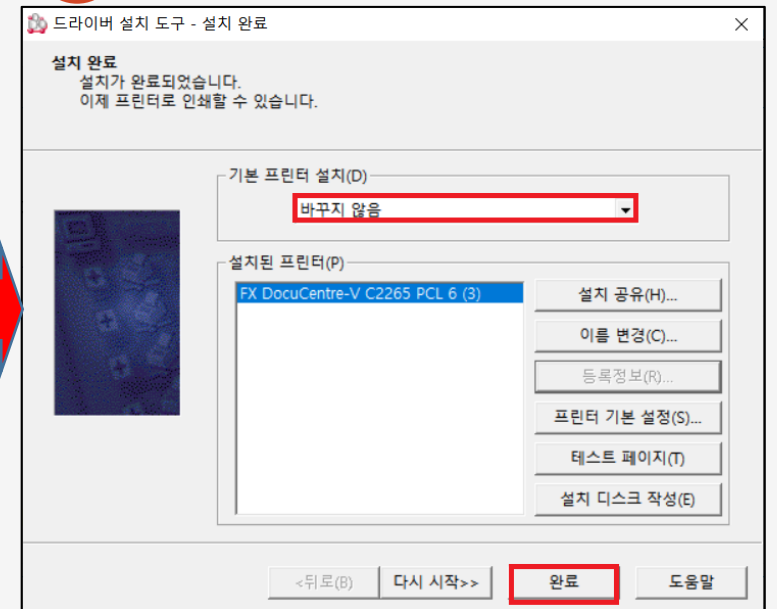 드라이버 설치 도구 - 설치 완료
설치 완료
설치가 완료되었습니다.
이제 프린터로 인쇄할 수 있습니다.
기본 프린터 설치(D)
바꾸지 않음
설치된 프린터(P)
FX DocuCentre-V C2265 PCL 6 (3)
설치 공유(H)...
이름 변경(C)...
등록정보(R)...
프린터 기본 설정(S)...
테스트 페이지(T)
설치 디스크 작성(E)
<뒤로(B) 다시 시작>> 완료 도움말